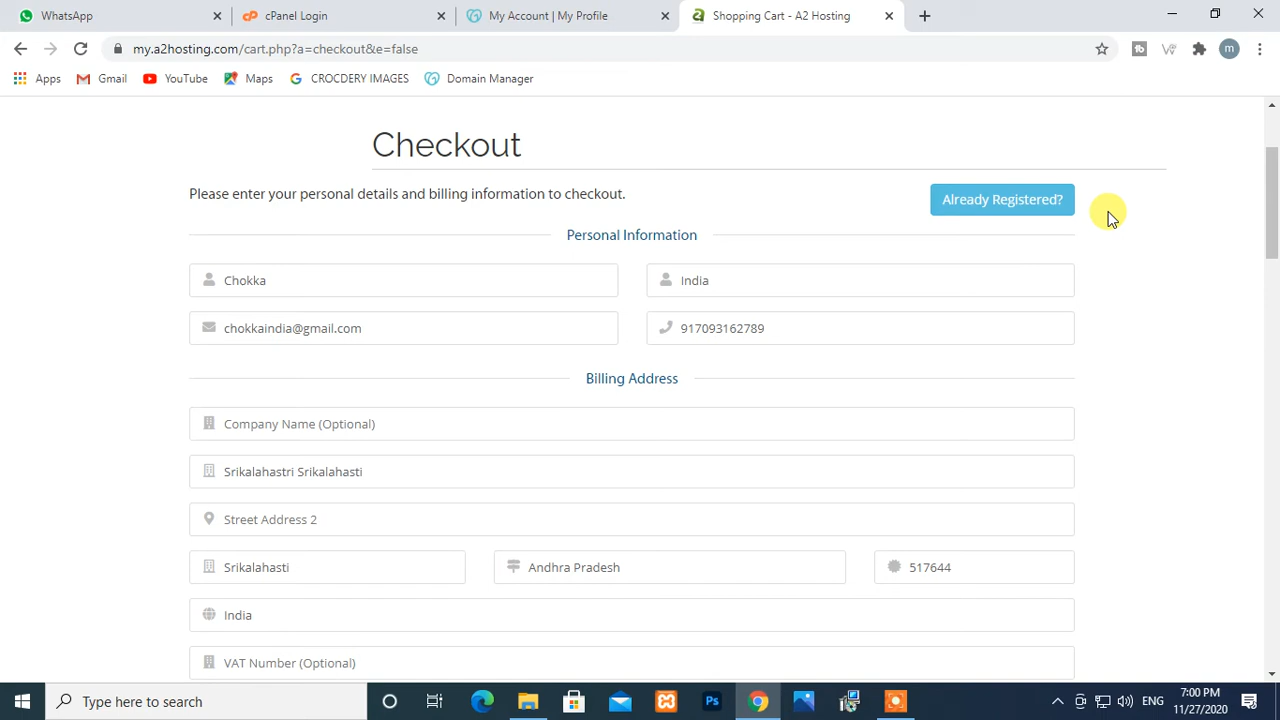 WhatsApp
cPanel Login
My Account | My Profile
Shopping Cart - A2 Hosting
my.a2hosting.com/cart.php?a=checkout&e=false
m
Apps
Gmail
YouTube
Maps
CROCDERY IMAGES
Domain Manager
Checkout
Please enter your personal details and billing information to checkout.
Already Registered?
Personal Information
Chokka
India
chokkaindia@gmail.com
917093162789
Billing Address
Company Name (Optional)
Srikalahastri Srikalahasti
Street Address 2
Srikalahasti
Andhra Pradesh
517644
India
VAT Number (Optional)
Type here to search
Ps
ENG
7:00 PM
11/27/2020